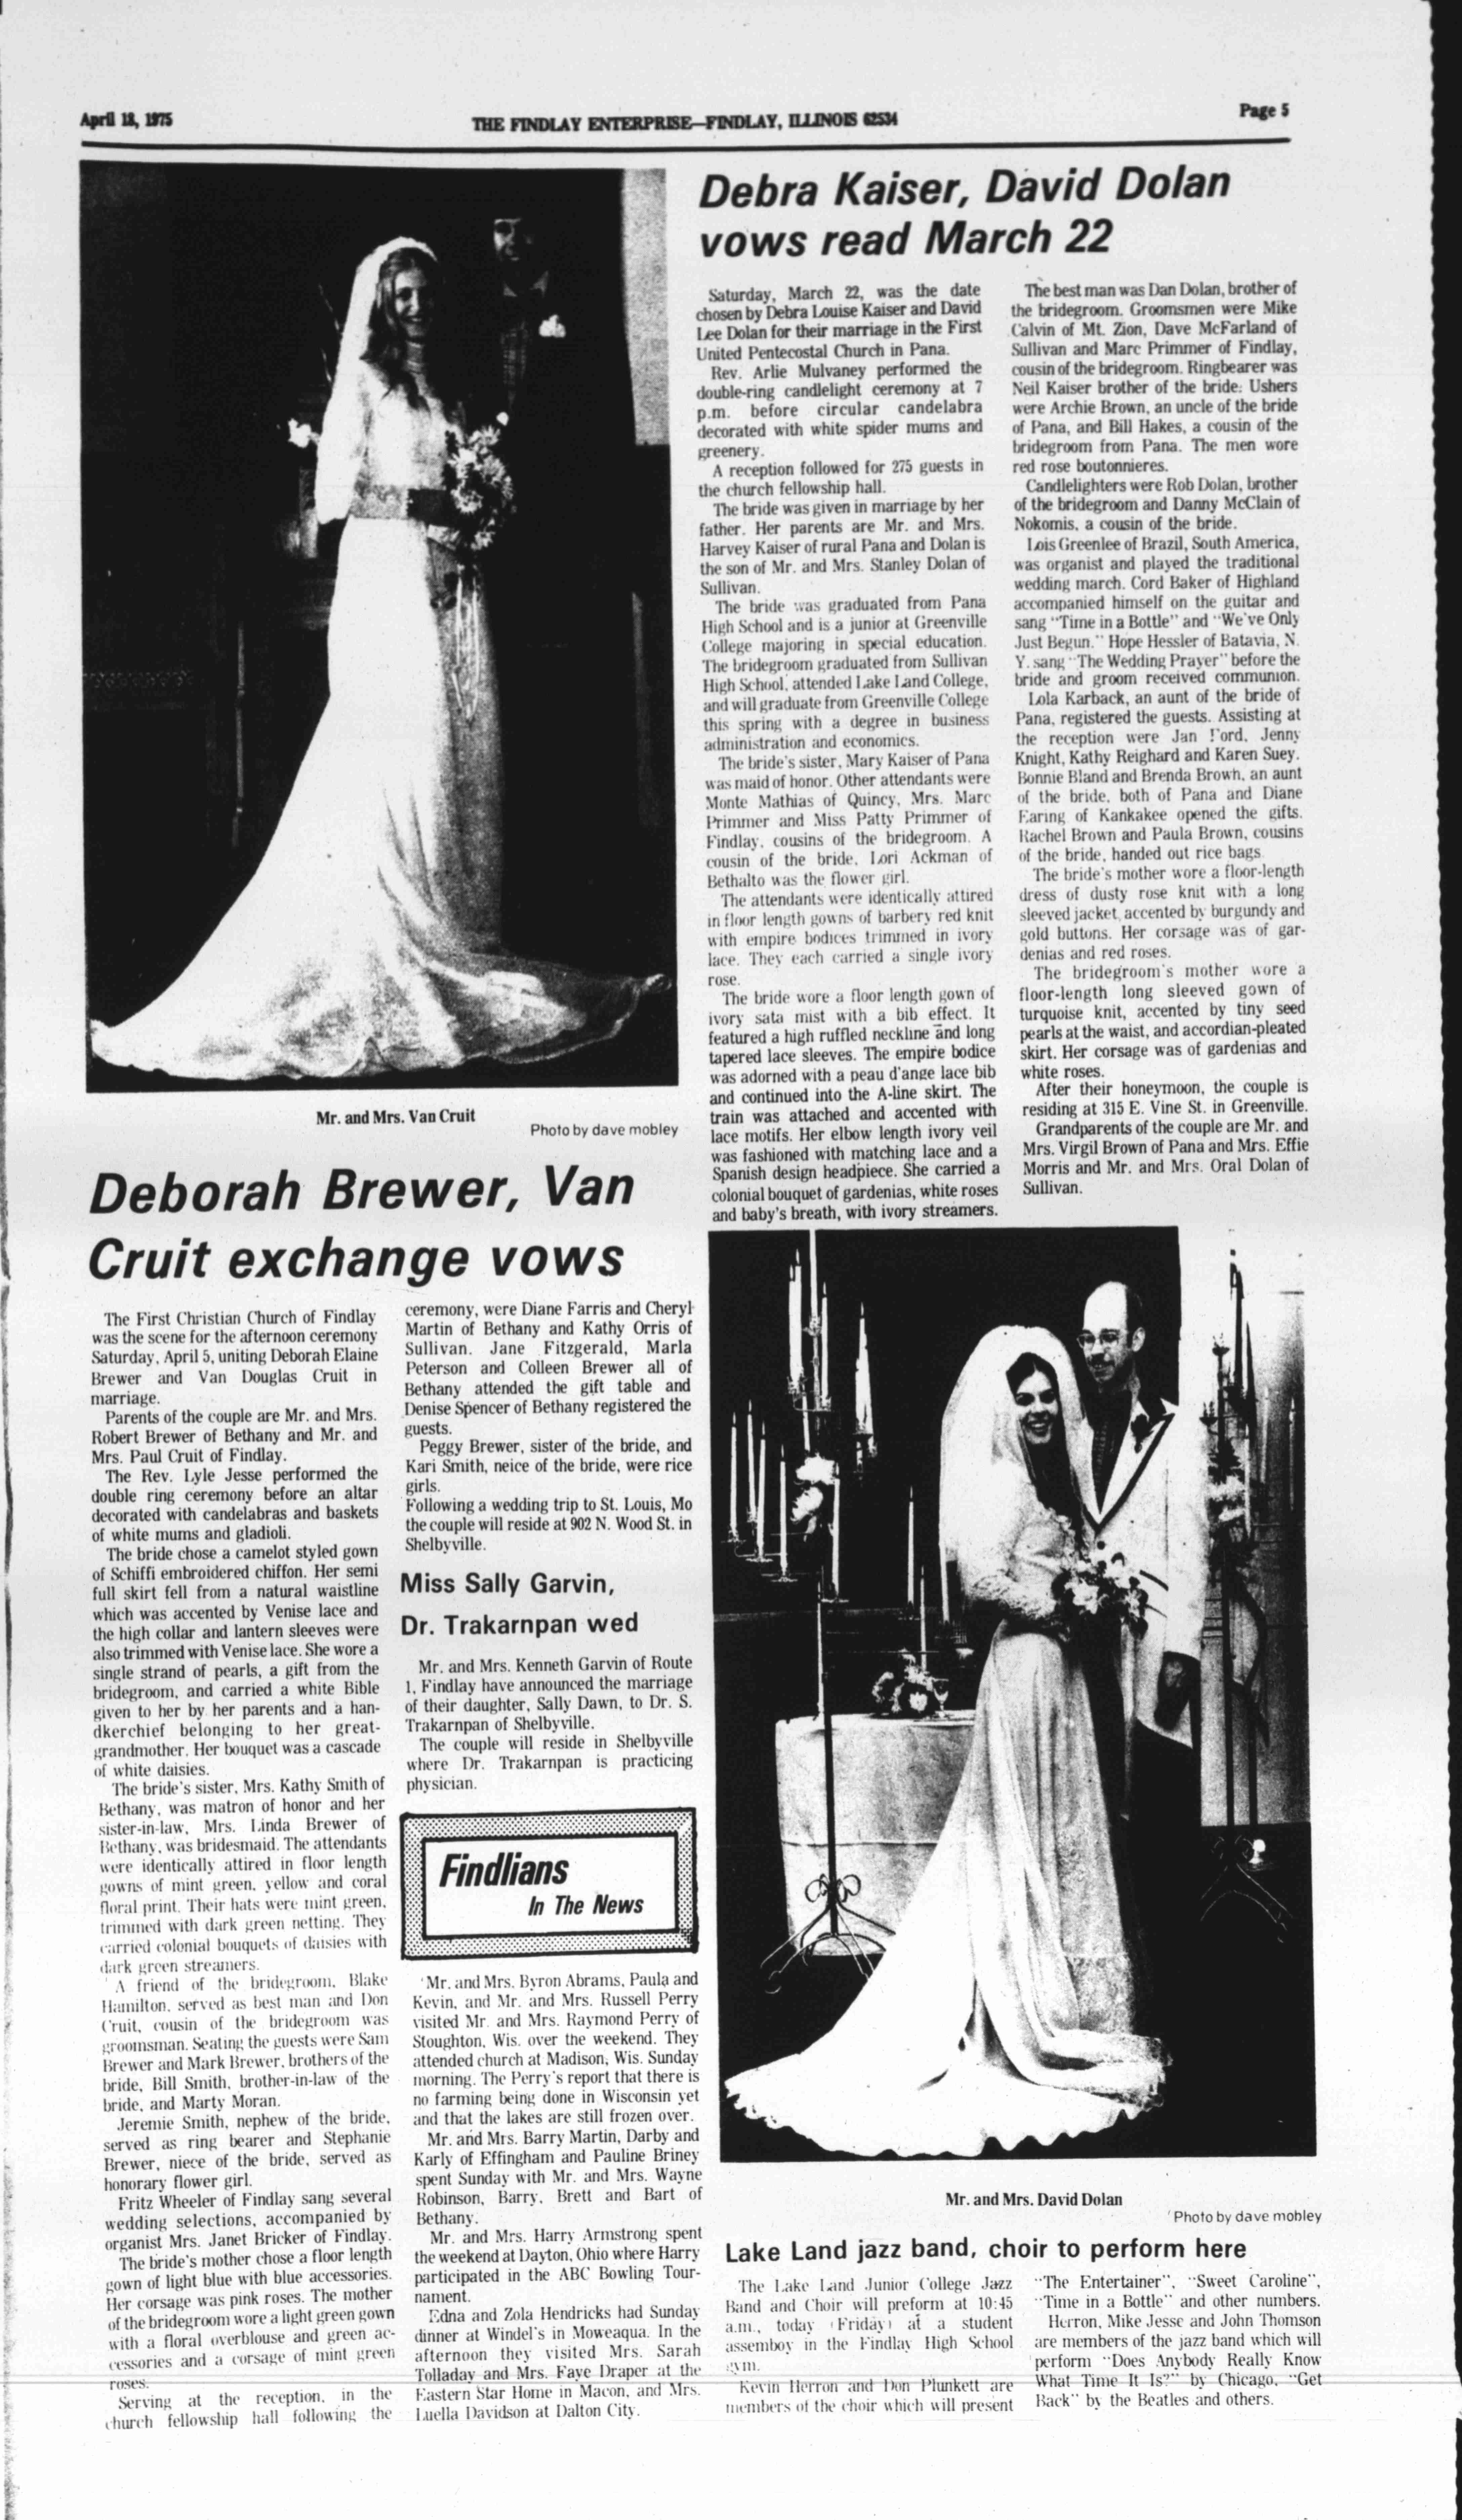 April 18, 1975
THE FINDLAY ENTERPRISE—FINDLAY, ILLINOIS 62534
Page 5
Mr. and Mrs. Van Cruit
Photo by dave mobley
Deborah Brewer, Van
Cruit exchange vows
The First Christian Church of Findlay
was the scene for the afternoon ceremony
Saturday, April 5, uniting Deborah Elaine
Brewer and Van Douglas Cruit in
marriage.
Parents of the couple are Mr. and Mrs.
Robert Brewer of Bethany and Mr. and
Mrs. Paul Cruit of Findlay.
The Rev. Lyle Jesse performed the
double ring ceremony before an altar
decorated with candelabras and baskets
of white mums and gladioli.
The bride chose a camelot styled gown
of Schiffi embroidered chiffon. Her semi
full skirt fell from a natural waistline
which was accented by Venise lace and
the high collar and lantern sleeves were
also trimmed with Venise lace. She wore a
single strand of pearls, a gift from the
bridegroom, and carried a white Bible
given to her by her parents and a han-
dkerchief belonging to her great-
grandmother. Her bouquet was a cascade
of white daisies.
The bride's sister, Mrs. Kathy Smith of
Bethany, was matron of honor and her
sister-in-law, Mrs. Linda Brewer of
Bethany, was bridesmaid. The attendants
were identically attired in floor length
gowns of mint green, yellow and coral
floral print. Their hats were mint green,
trimmed with dark green netting. They
carried colonial bouquets of daisies with
dark green streamers.
A friend of the bridegroom, Blake
Hamilton, served as best man and Don
Cruit, cousin of the bridegroom was
groomsman. Seating the guests were Sam
Brewer and Mark Brewer, brothers of the
bride, Bill Smith, brother-in-law of the
bride, and Marty Moran.
Jeremie Smith, nephew of the bride,
served as ring bearer and Stephanie
Brewer, niece of the bride, served as
honorary flower girl.
Fritz Wheeler of Findlay sang several
wedding selections, accompanied by
organist Mrs. Janet Bricker of Findlay.
The bride's mother chose a floor length
gown of light blue with blue accessories.
Her corsage was pink roses. The mother
of the bridegroom wore a light green gown
with a floral overblouse and green ac-
cessories and a corsage of mint green
roses.
Serving at the reception, in the
church fellowship hall following the
ceremony, were Diane Farris and Cheryl
Martin of Bethany and Kathy Orris of
Sullivan. Jane Fitzgerald, Marla
Peterson and Colleen Brewer all of
Bethany attended the gift table and
Denise Spencer of Bethany registered the
guests.
Peggy Brewer, sister of the bride, and
Kari Smith, neice of the bride, were rice
girls.
Following a wedding trip to St. Louis, Mo
the couple will reside at 902 N. Wood St. in
Shelbyville.
Miss Sally Garvin,
Dr. Trakarnpan wed
Mr. and Mrs. Kenneth Garvin of Route
1, Findlay have announced the marriage
of their daughter, Sally Dawn, to Dr. S.
Trakarnpan of Shelbyville.
The couple will reside in Shelbyville
where Dr. Trakarnpan is practicing
physician.
Findlians
In The News
Mr. and Mrs. Byron Abrams, Paula and
Kevin, and Mr. and Mrs. Russell Perry
visited Mr. and Mrs. Raymond Perry of
Stoughton, Wis. over the weekend. They
attended church at Madison, Wis. Sunday
morning. The Perry's report that there is
no farming being done in Wisconsin yet
and that the lakes are still frozen over.
Mr. and Mrs. Barry Martin, Darby and
Karly of Effingham and Pauline Briney
spent Sunday with Mr. and Mrs. Wayne
Robinson, Barry, Brett and Bart of
Bethany.
Mr. and Mrs. Harry Armstrong spent
the weekend at Dayton, Ohio where Harry
participated in the ABC Bowling Tour-
nament.
Edna and Zola Hendricks had Sunday
dinner at Windel's in Moweaqua. In the
afternoon they visited Mrs. Sarah
Tolladay and Mrs. Faye Draper at the
Eastern Star Home in Macon, and Mrs.
Luella Davidson at Dalton City.
Debra Kaiser, David Dolan
vows read March 22
Saturday, March 22, was the date
chosen by Debra Louise Kaiser and David
Lee Dolan for their marriage in the First
United Pentecostal Church in Pana.
Rev. Arlie Mulvaney performed the
double-ring candlelight ceremony at 7
p.m. before circular candelabra
decorated with white spider mums and
greenery.
A reception followed for 275 guests in
the church fellowship hall.
The bride was given in marriage by her
father. Her parents are Mr. and Mrs.
Harvey Kaiser of rural Pana and Dolan is
the son of Mr. and Mrs. Stanley Dolan of
Sullivan.
The bride was graduated from Pana
High School and is a junior at Greenville
College majoring in special education.
The bridegroom graduated from Sullivan
High School, attended Lake Land College,
and will graduate from Greenville College
this spring with a degree in business
administration and economics.
The bride's sister, Mary Kaiser of Pana
was maid of honor. Other attendants were
Monte Mathias of Quincy, Mrs. Marc
Primmer and Miss Patty Primmer of
Findlay, cousins of the bridegroom. A
cousin of the bride, Lori Ackman of
Bethalto was the flower girl.
The attendants were identically attired
in floor length gowns of barbery red knit
with empire bodices trimmed in ivory
lace. They each carried a single ivory
rose.
The bride wore a floor length gown of
ivory sata mist with a bib effect. It
featured a high ruffled neckline and long
tapered lace sleeves. The empire bodice
was adorned with a peau d'ange lace bib
and continued into the A-line skirt. The
train was attached and accented with
lace motifs. Her elbow length ivory veil
was fashioned with matching lace and a
Spanish design headpiece. She carried a
colonial bouquet of gardenias, white roses
and baby's breath, with ivory streamers.
The best man was Dan Dolan, brother of
the bridegroom. Groomsmen were Mike
Calvin of Mt. Zion, Dave McFarland of
Sullivan and Marc Primmer of Findlay,
cousin of the bridegroom. Ringbearer was
Neil Kaiser brother of the bride. Ushers
were Archie Brown, an uncle of the bride
of Pana, and Bill Hakes, a cousin of the
bridegroom from Pana. The men wore
red rose boutonnieres.
Candlelighters were Rob Dolan, brother
of the bridegroom and Danny McClain of
Nokomis, a cousin of the bride.
Lois Greenlee of Brazil, South America,
was organist and played the traditional
wedding march. Cord Baker of Highland
accompanied himself on the guitar and
sang "Time in a Bottle" and "We've Only
Just Begun." Hope Hessler of Batavia, N.
Y. sang "The Wedding Prayer" before the
bride and groom received communion.
Lola Karback, an aunt of the bride of
Pana, registered the guests. Assisting at
the reception were Jan Ford, Jenny
Knight, Kathy Reighard and Karen Suey.
Bonnie Bland and Brenda Brown, an aunt
of the bride, both of Pana and Diane
Earing of Kankakee opened the gifts.
Rachel Brown and Paula Brown, cousins
of the bride, handed out rice bags.
The bride's mother wore a floor-length
dress of dusty rose knit with a long
sleeved jacket, accented by burgundy and
gold buttons. Her corsage was of gar-
denias and red roses.
The bridegroom's mother wore a
floor-length long sleeved gown of
turquoise knit, accented by tiny seed
pearls at the waist, and accordian-pleated
skirt. Her corsage was of gardenias and
white roses.
After their honeymoon, the couple is
residing at 315 E. Vine St. in Greenville.
Grandparents of the couple are Mr. and
Mrs. Virgil Brown of Pana and Mrs. Effie
Morris and Mr. and Mrs. Oral Dolan of
Sullivan.
Mr. and Mrs. David Dolan
Photo by dave mobley
Lake Land jazz band, choir to perform here
The Lake Land Junior College Jazz
Band and Choir will preform at 10:45
a.m., today (Friday) at a student
assemboy in the Findlay High School
gym.
Kevin Herron and Don Plunkett are
members of the choir which will present
"The Entertainer", "Sweet Caroline",
"Time in a Bottle" and other numbers.
Herron, Mike Jesse and John Thomson
are members of the jazz band which will
perform "Does Anybody Really Know
What Time It Is?" by Chicago, "Get
Back" by the Beatles and others.